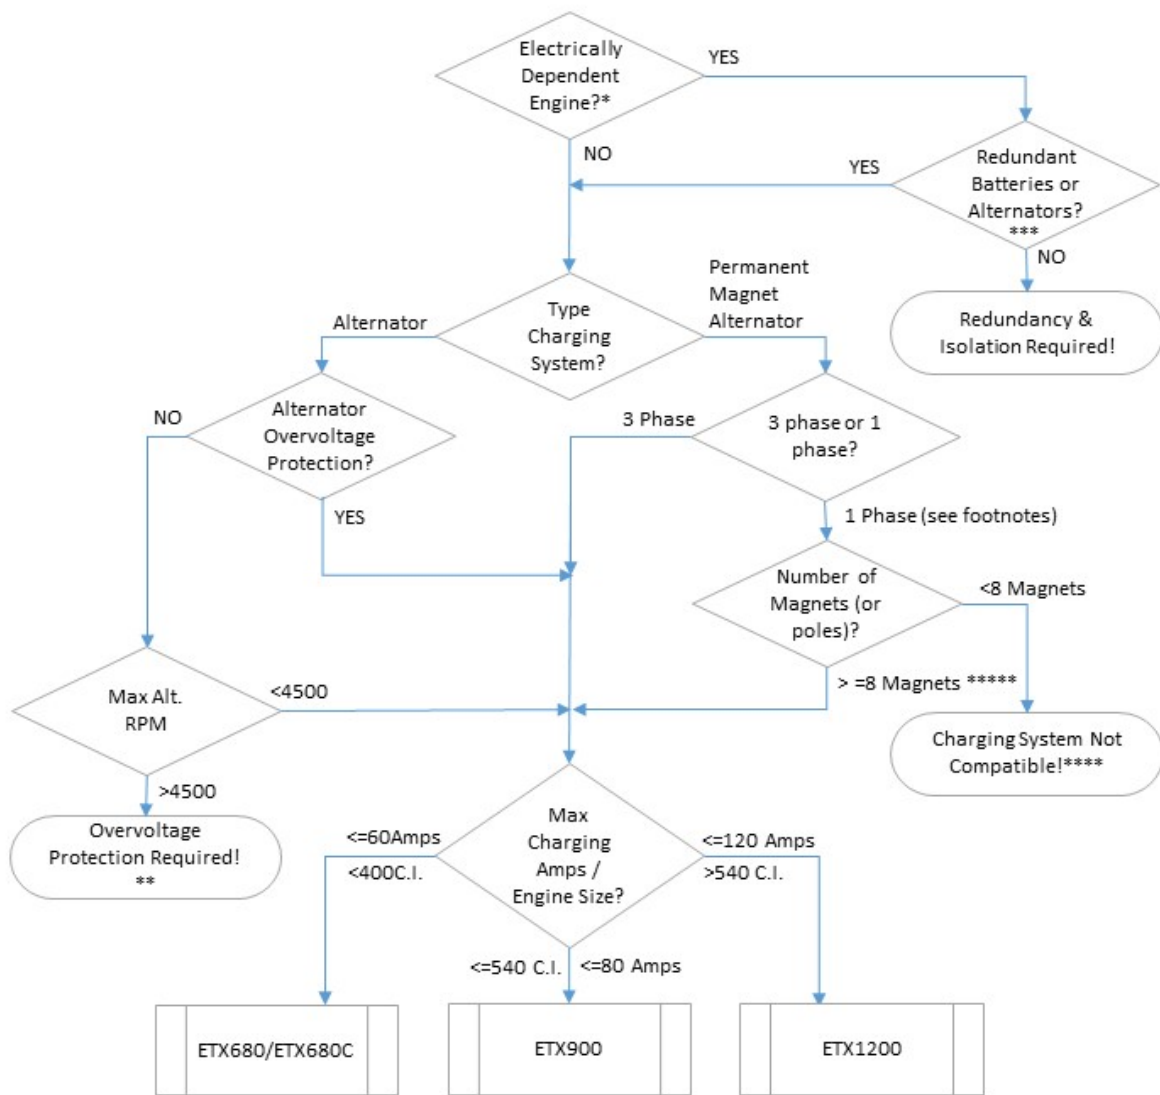 Electrically
Dependent
Engine?*
YES
NO
Redundant
Batteries or
Alternators?
***
YES
NO
Redundancy &
Isolation Required!
Type
Charging
System?
Alternator
Permanent
Magnet
Alternator
Alternator
Overvoltage
Protection?
NO
YES
3 phase or 1
phase?
3 Phase
1 Phase (see footnotes)
Number of
Magnets (or
poles)?
<8 Magnets
> =8 Magnets *****
Charging System Not
Compatible!****
Max Alt.
RPM
<4500
>4500
Overvoltage
Protection Required!
**
Max
Charging
Amps /
Engine Size?
<=60Amps
<400C.I.
<=120 Amps
>540 C.I.
<=540 C.I.
<=80 Amps
ETX680/ETX680C
ETX900
ETX1200